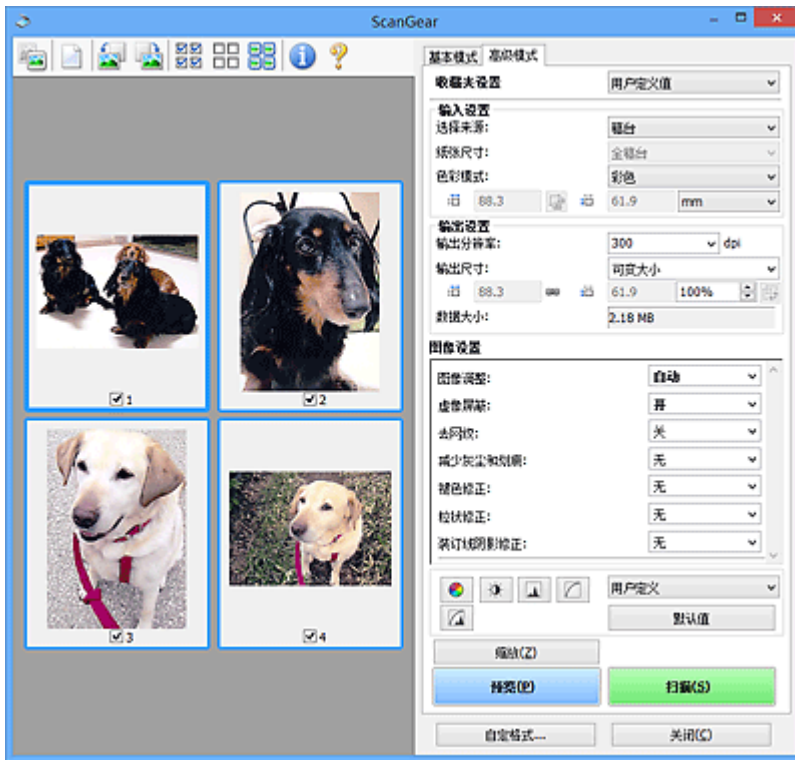 ScanGear
基本模式 高级模式
收藏夹设置 用户定义值
输入设置
选择来源: 稿台
纸张尺寸: 全稿台
色彩模式: 彩色
88.3 61.9 mm
输出设置
输出分辨率: 300 dpi
输出尺寸: 可变大小
88.3 61.9 100%
数据大小: 2.18 MB
图像设置
图像调整: 自动
虚像屏蔽: 开
去网纹: 关
减少灰尘和划痕: 无
褪色修正: 无
粒状修正: 无
装订线阴影修正: 无
1
2
3
4
用户定义
默认值
缩放(Z)
预览(P) 扫描(S)
自定格式... 关闭(C)